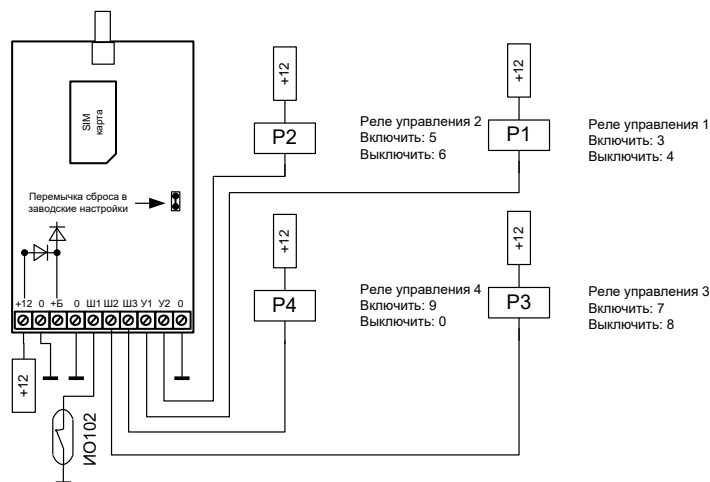 SIM
карта
Перемычка сброса в
заводские настройки
+12 0 +Б 0 Ш1 Ш2 Ш3 У1 У2 0
+12
ИО102
+12
P2
Реле управления 2
Включить: 5
Выключить: 6
+12
P1
Реле управления 1
Включить: 3
Выключить: 4
+12
P4
Реле управления 4
Включить: 9
Выключить: 0
+12
P3
Реле управления 3
Включить: 7
Выключить: 8